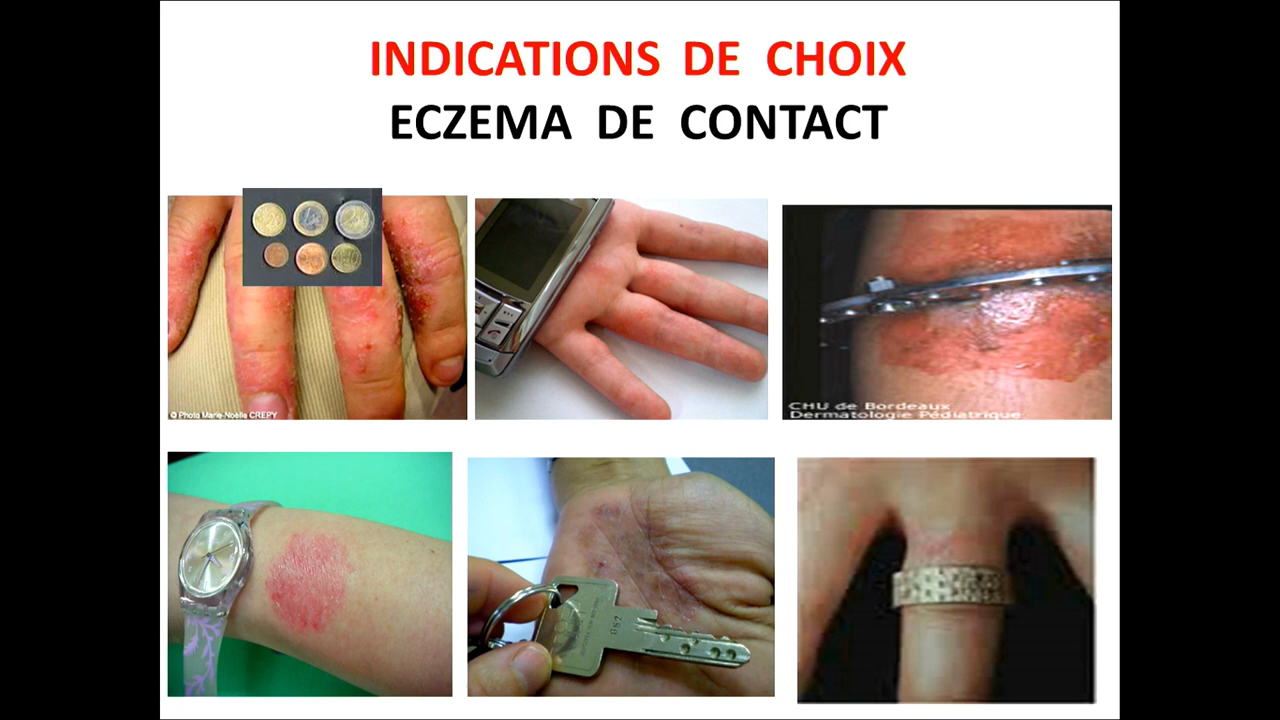 INDICATIONS DE CHOIX
ECZEMA DE CONTACT
© Photo Marie-Noëlle CREPY
CHU de Bordeaux
Dermatologie Pédiatrique